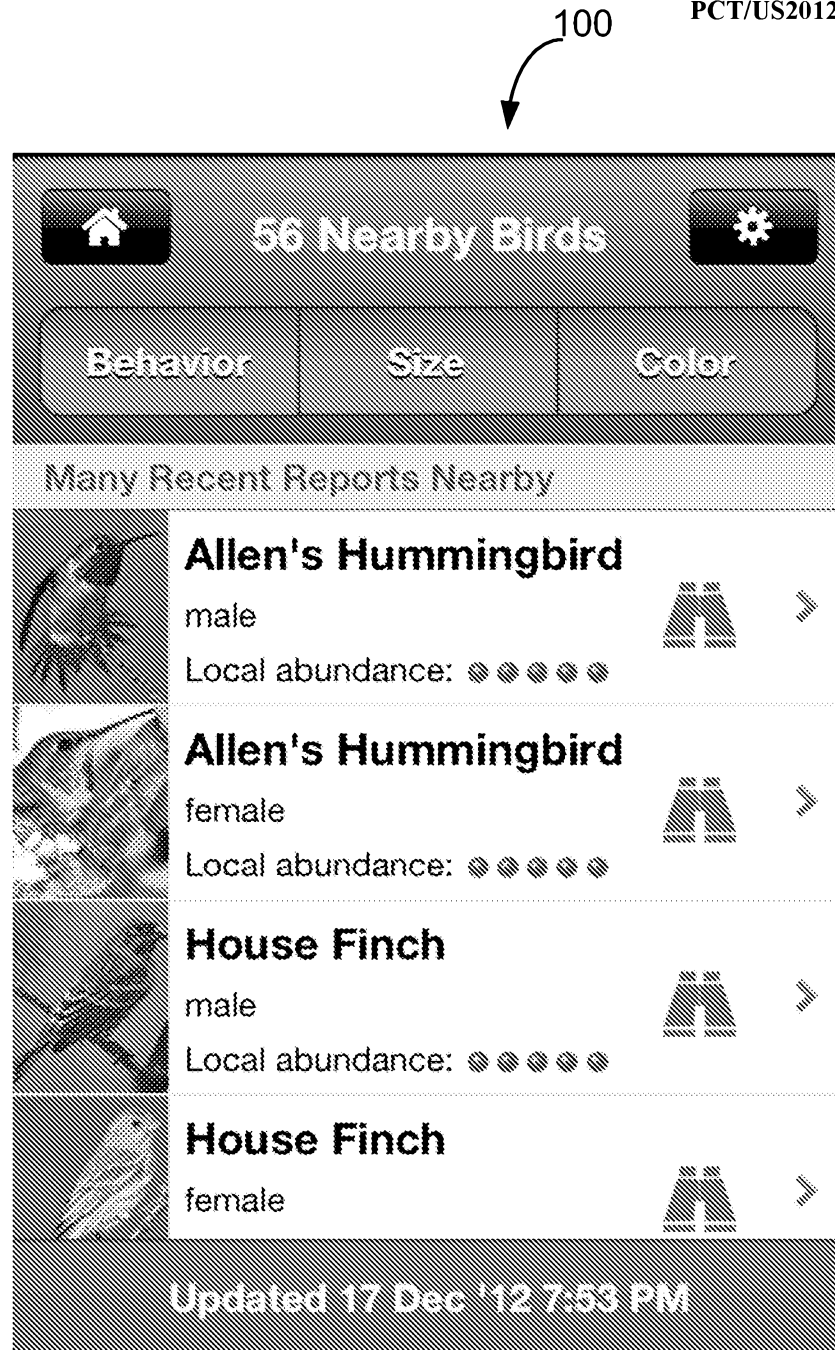 PCT/US2012
100
56 Nearby Birds
Behavior Size Color
Many Recent Reports Nearby
Allen's Hummingbird
male
Local abundance:
Allen's Hummingbird
female
Local abundance:
House Finch
male
Local abundance:
House Finch
female
Updated 17 Dec '12 7:53 PM